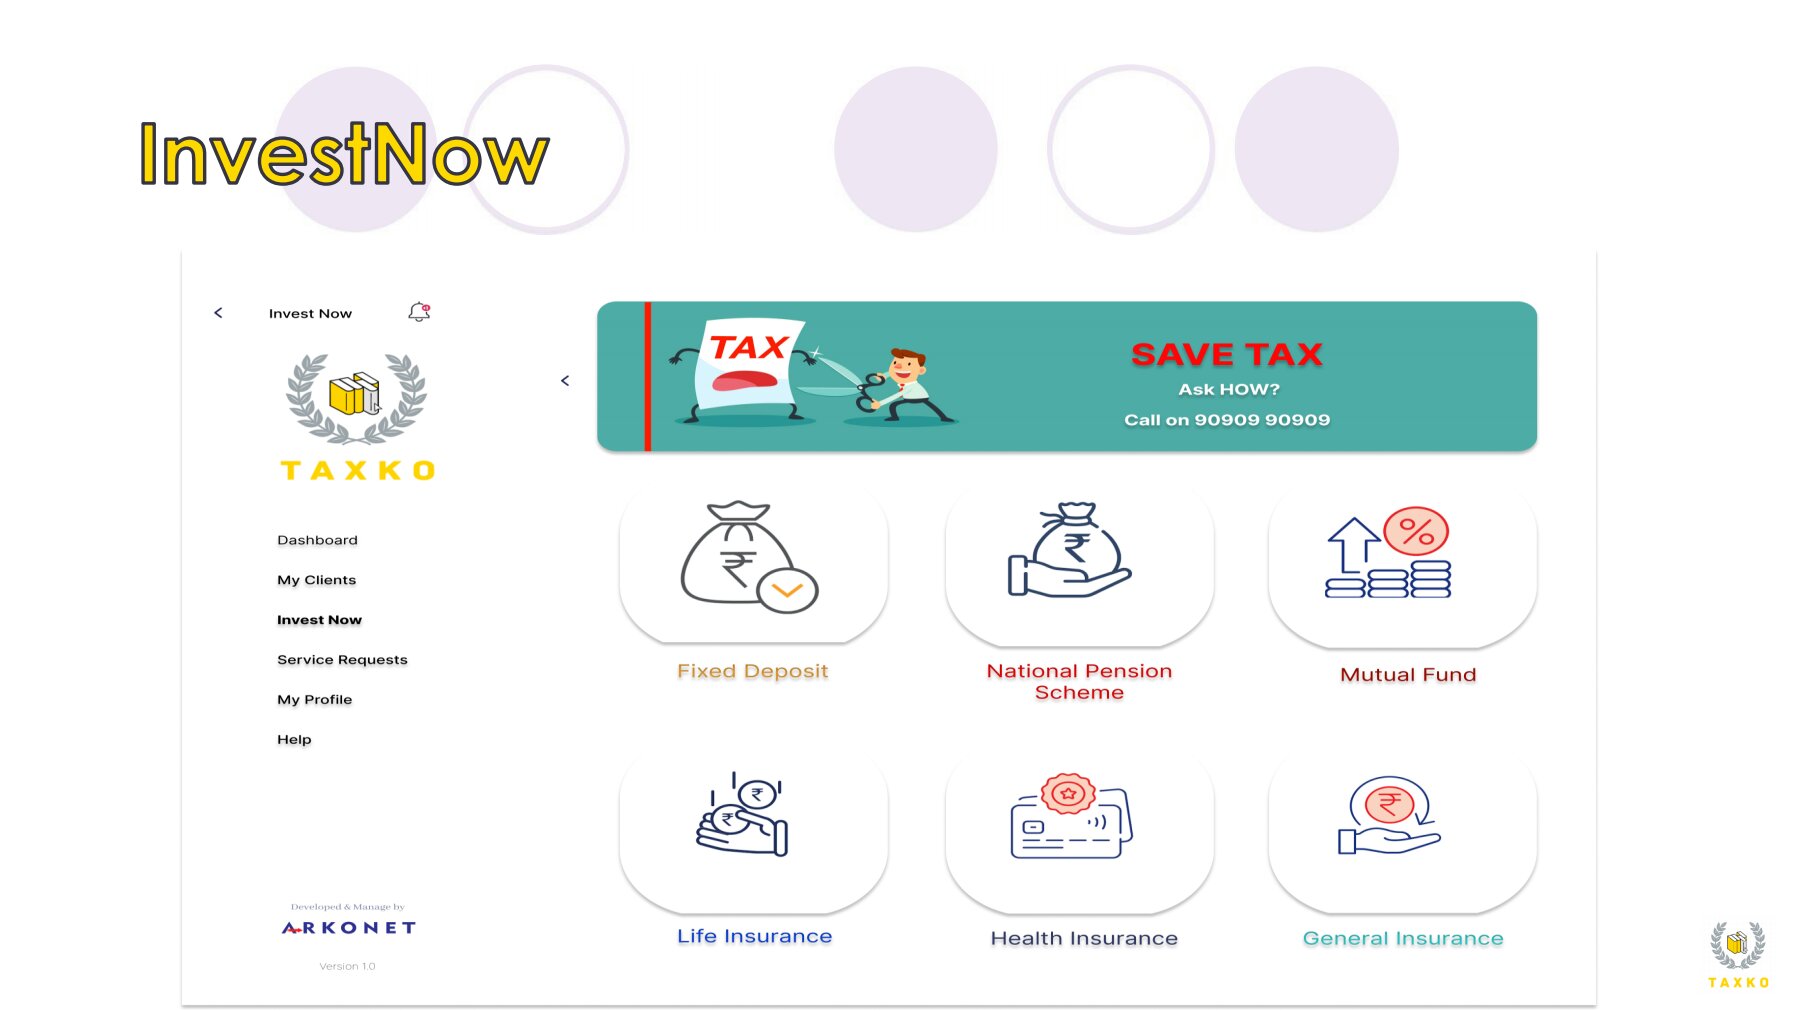 InvestNow
Invest Now
TAXKO
Dashboard
My Clients
Invest Now
Service Requests
My Profile
Help
Developed & Manage by
ARKONET
Version 1.0
TAX
SAVE TAX
Ask HOW?
Call on 90909 90909
₹
₹
%
Fixed Deposit
National Pension
Scheme
Mutual Fund
₹
₹
₹
Life Insurance
Health Insurance
General Insurance
TAXKO